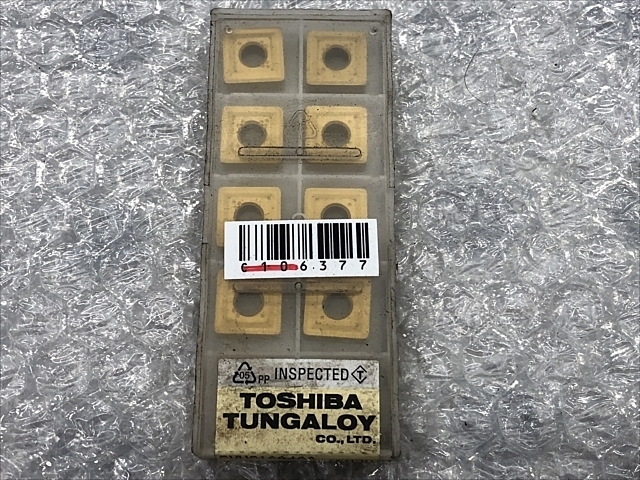 C106377
05
PP INSPECTED T
TOSHIBA
TUNGALOY
CO., LTD.